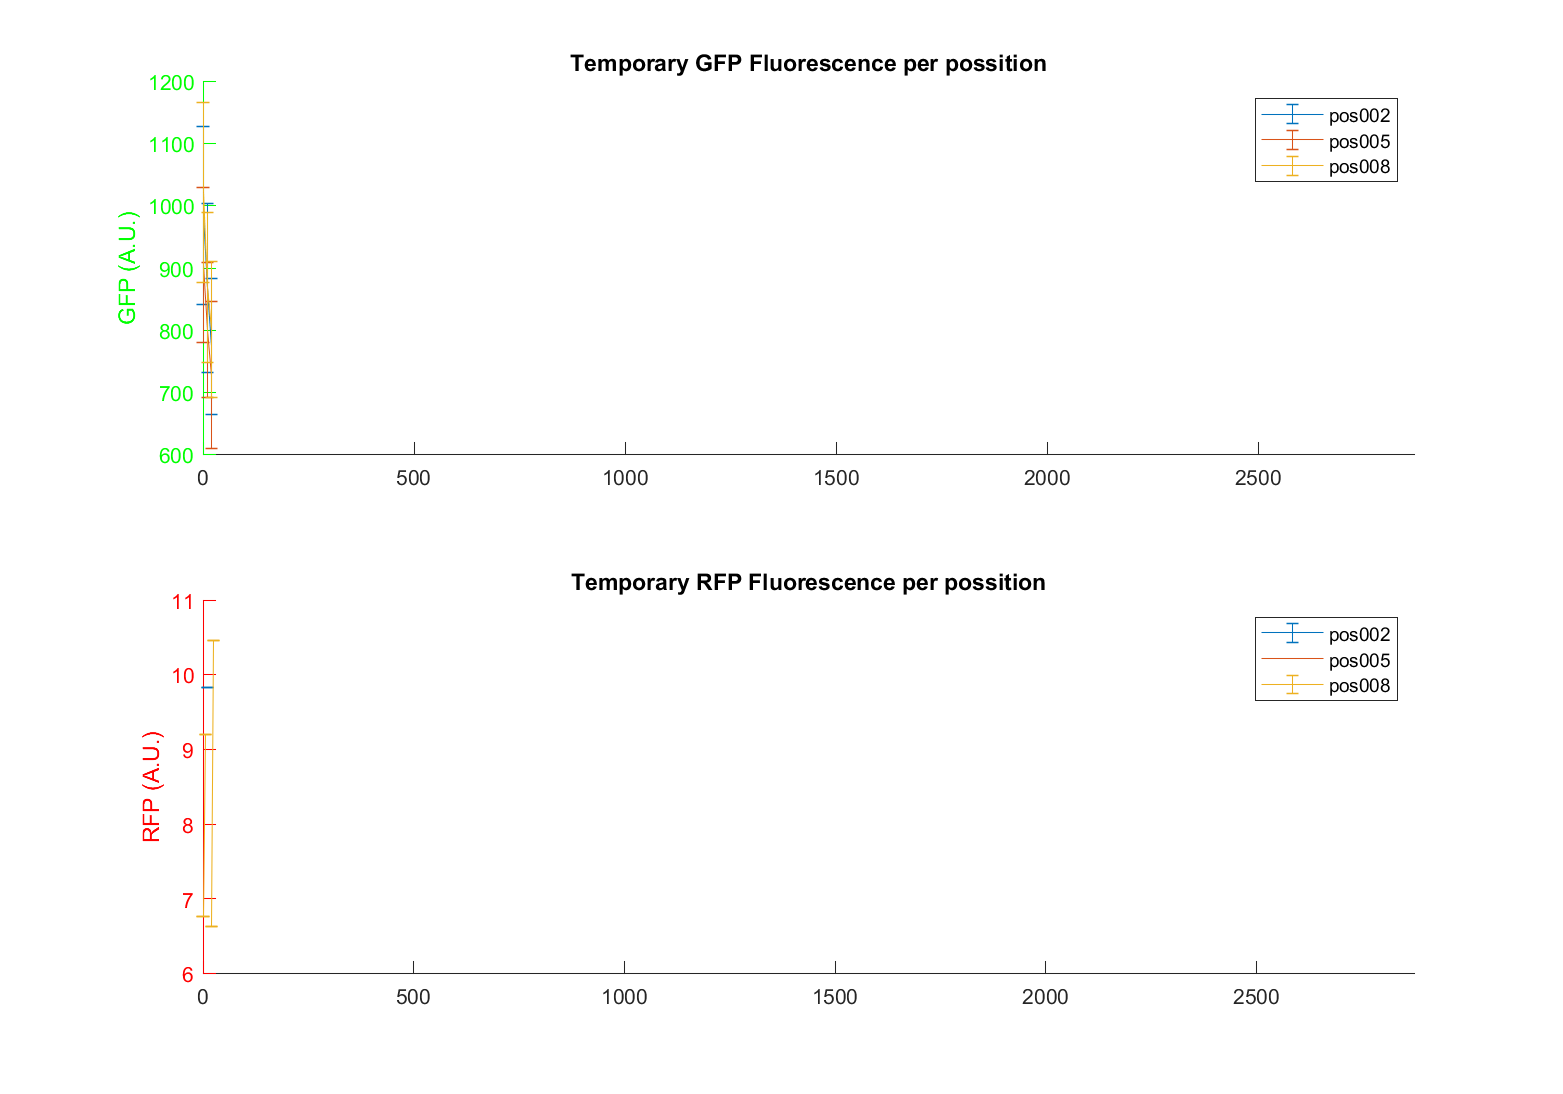 Temporary GFP Fluorescence per possition
1200
1100
1000
900
800
700
600
GFP (A.U.)
pos002
pos005
pos008
0 500 1000 1500 2000 2500
Temporary RFP Fluorescence per possition
11
10
9
8
7
6
RFP (A.U.)
pos002
pos005
pos008
0 500 1000 1500 2000 2500